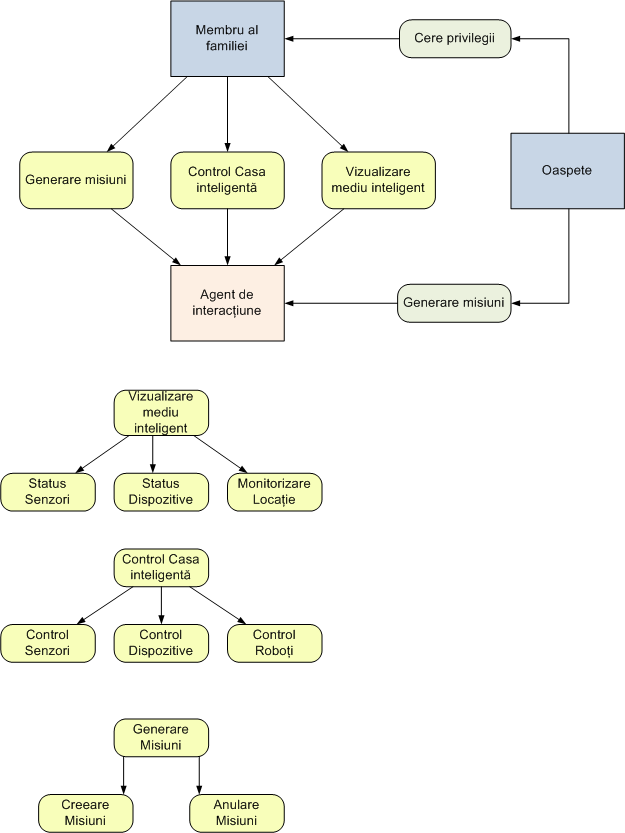 Membru al
familiei
Cere privilegii
Oaspete
Generare misiuni
Control Casa
inteligentă
Vizualizare
mediu inteligent
Agent de
interacțiune
Generare misiuni
Vizualizare
mediu
inteligent
Status
Senzori
Status
Dispozitive
Monitorizare
Locație
Control Casa
inteligentă
Control
Senzori
Control
Dispozitive
Control
Roboți
Generare
Misiuni
Creeare
Misiuni
Anulare
Misiuni